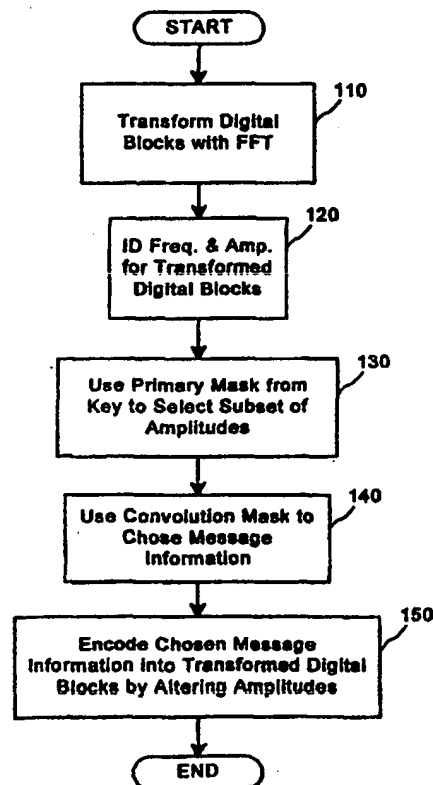 START
110
Transform Digital
Blocks with FFT
120
ID Freq. & Amp.
for Transformed
Digital Blocks
130
Use Primary Mask from
Key to Select Subset of
Amplitudes
140
Use Convolution Mask to
Chose Message
Information
150
Encode Chosen Message
Information into Transformed Digital
Blocks by Altering Amplitudes
END